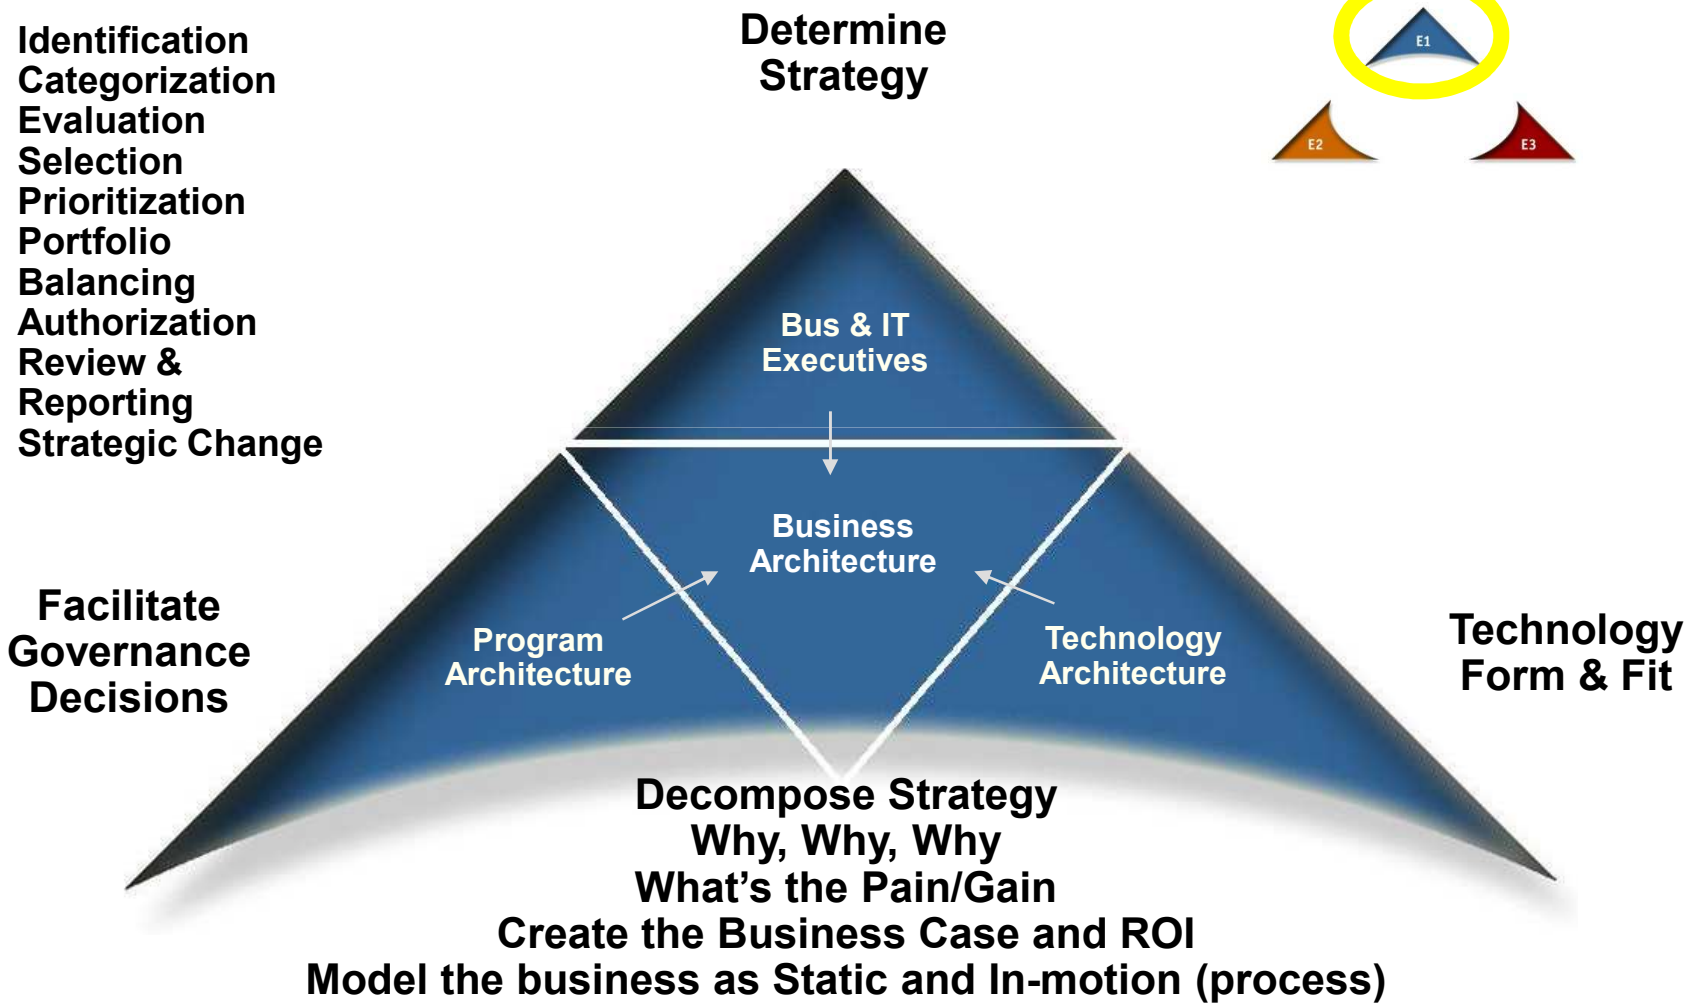 Identification
Categorization
Evaluation
Selection
Prioritization
Portfolio
Balancing
Authorization
Review &
Reporting
Strategic Change
Determine
Strategy
E1
E2
E3
Bus & IT
Executives
Business
Architecture
Program
Architecture
Technology
Architecture
Facilitate
Governance
Decisions
Technology
Form & Fit
Decompose Strategy
Why, Why, Why
What’s the Pain/Gain
Create the Business Case and ROI
Model the business as Static and In-motion (process)